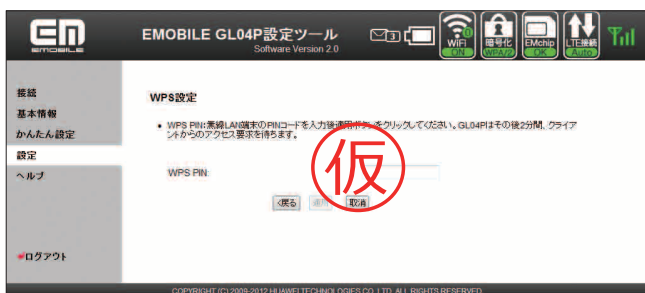 EM
EMOBILE
EMOBILE GL04P設定ツール
Software Version 2.0
3
WiFi
ON
0
暗号化
WPA/2
EMchip
OK
LTE接続
Auto
接続
基本情報
かんたん設定
設定
ヘルプ
ログアウト
WPS設定
• WPS PIN:無線LAN端末のPINコードを入力後適用ボタンをクリックしてください。GL04Pはその後2分間、クライア
ントからのアクセス要求を待ちます。
WPS PIN:
仮
<戻る 適用 取消
COPYRIGHT (C) 2009-2012 HUAWEI TECHNOLOGIES CO., LTD. ALL RIGHTS RESERVED.